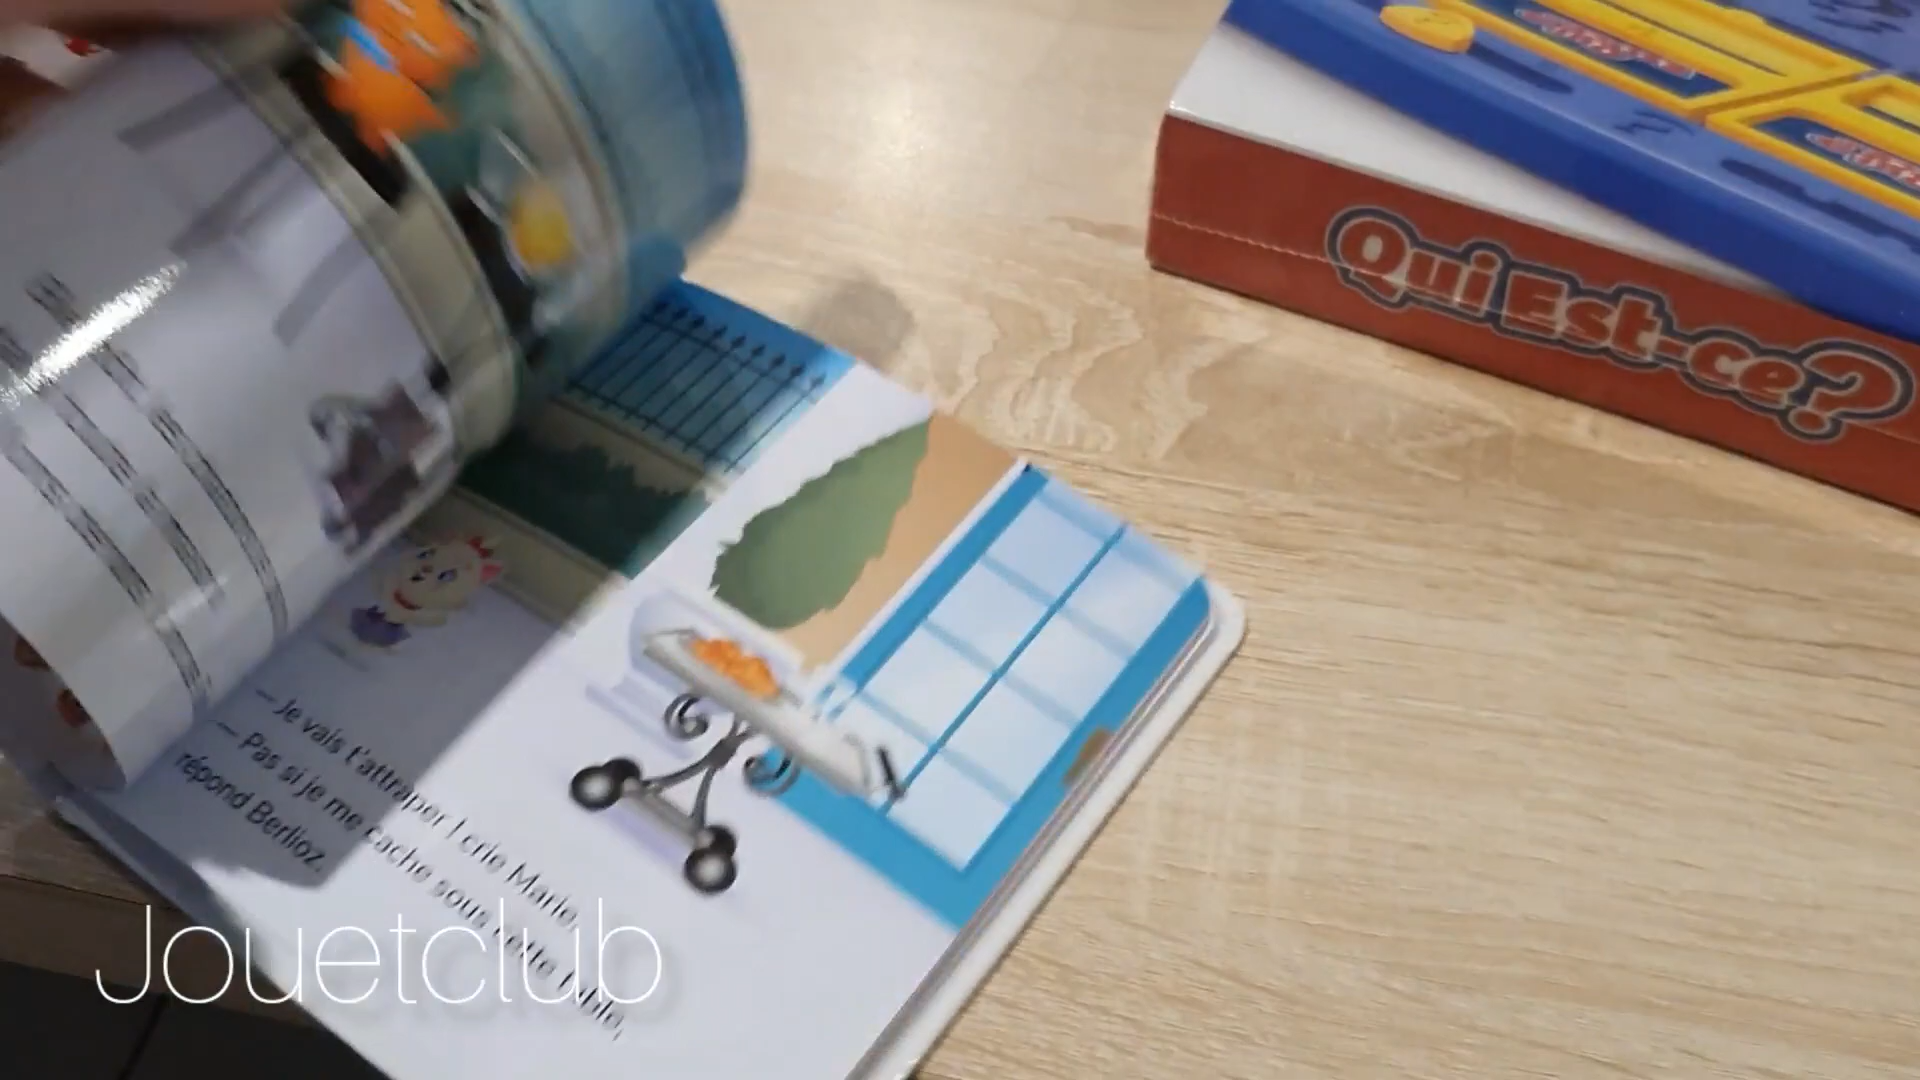 Qui Est-ce?
— Je vais t'attraper ! crie Marie.
— Pas si je me cache sous cette table,
répond Berlioz.
Jouetclub